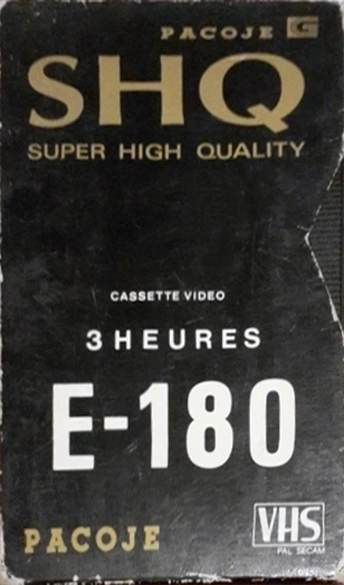 PACOJE G
SHQ
SUPER HIGH QUALITY
CASSETTE VIDEO
3 HEURES
E-180
PACOJE
VHS
PAL SECAM